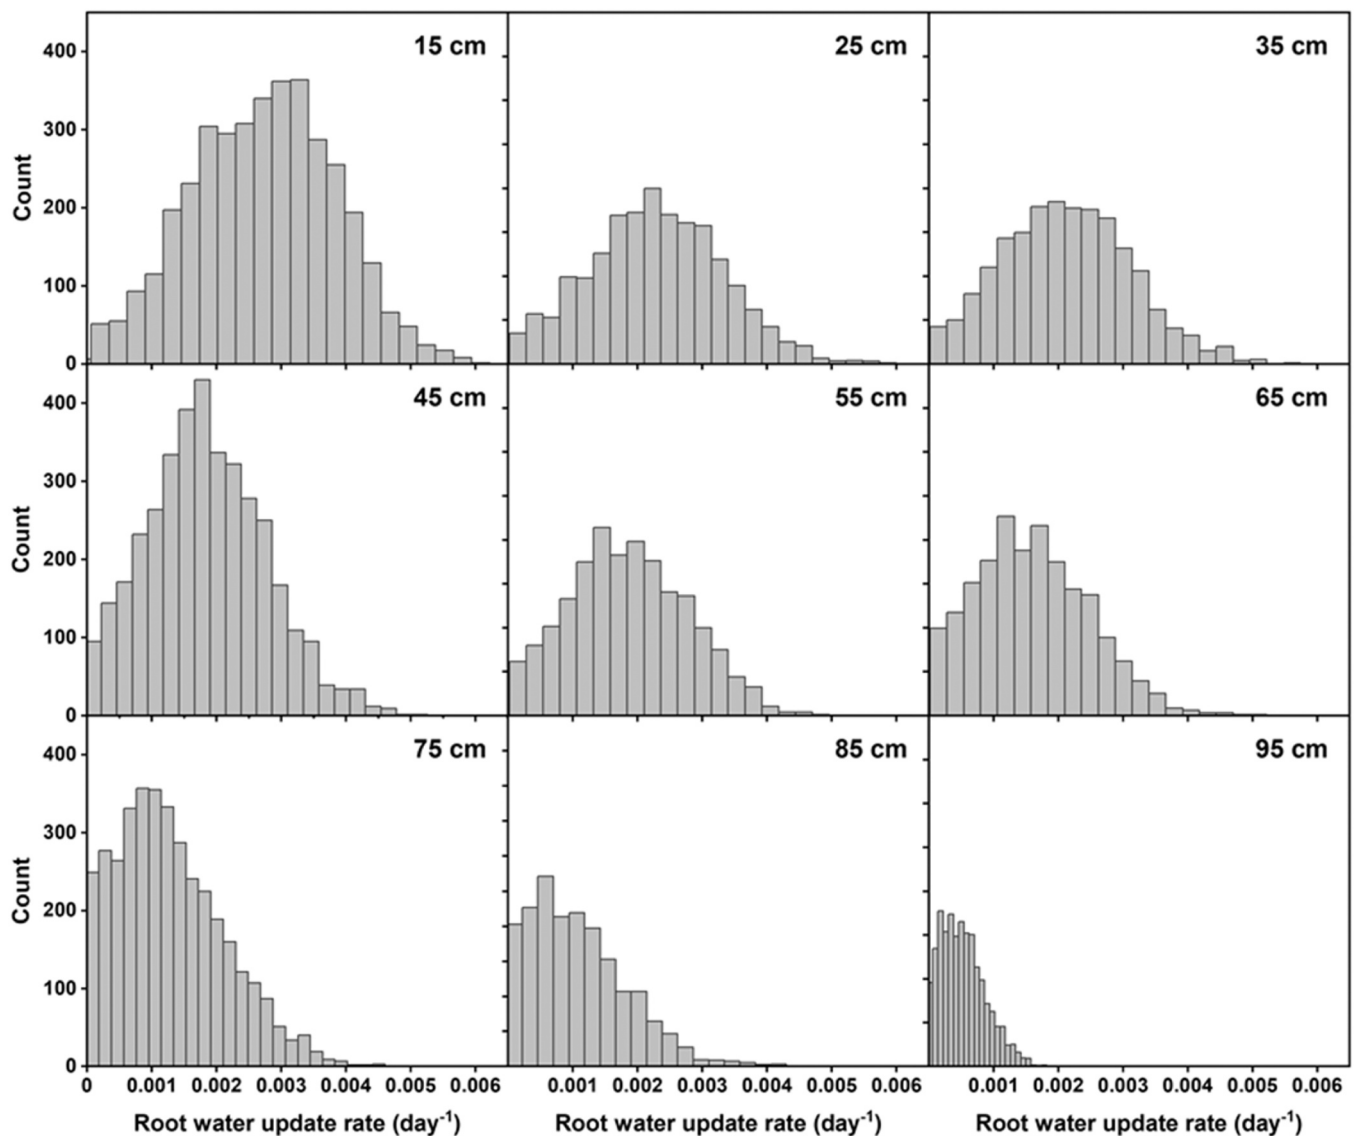 15 cm
25 cm
35 cm
400
300
200
100
0
Count
45 cm
55 cm
65 cm
400
300
200
100
0
Count
75 cm
85 cm
95 cm
400
300
200
100
0
Count
0 0.001 0.002 0.003 0.004 0.005 0.006
0.001 0.002 0.003 0.004 0.005 0.006
0.001 0.002 0.003 0.004 0.005 0.006
Root water update rate (day⁻¹)
Root water update rate (day⁻¹)
Root water update rate (day⁻¹)